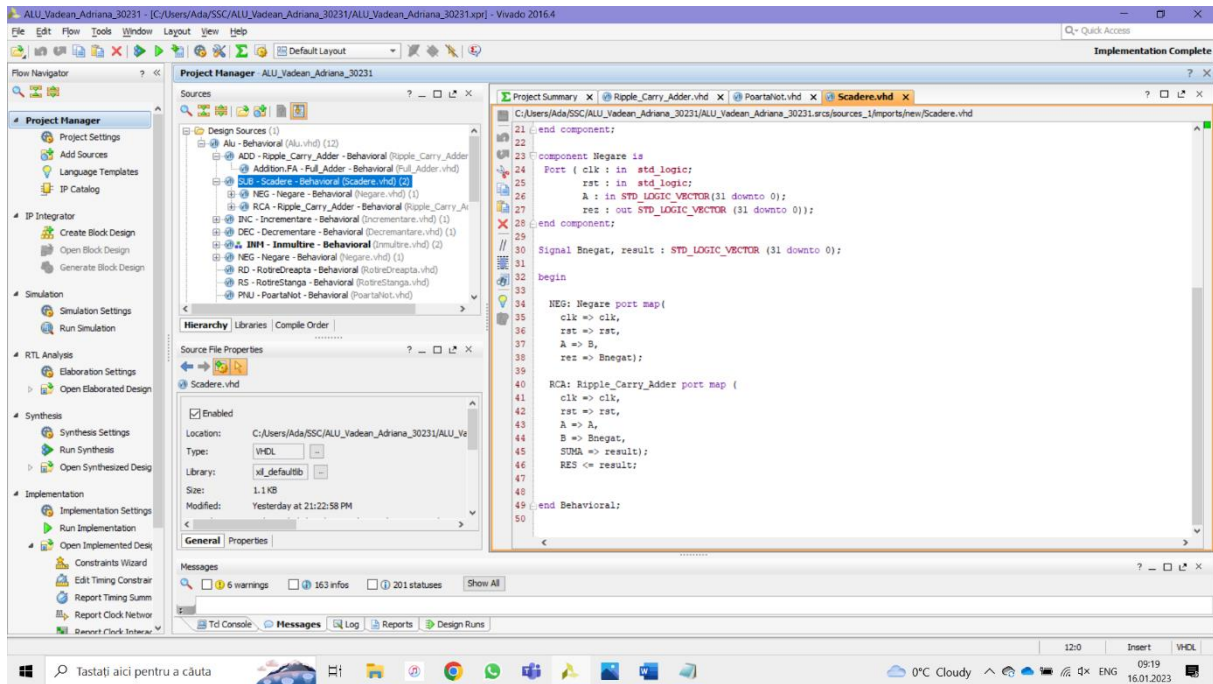 ALU_Vadean_Adriana_30231 - [C:/Users/Ada/SSC/ALU_Vadean_Adriana_30231/ALU_Vadean_Adriana_30231.xpr] - Vivado 2016.4
File Edit Flow Tools Window Layout View Help
Q- Quick Access
Default Layout
Implementation Complete
Flow Navigator
Project Manager
Project Settings
Add Sources
Language Templates
IP Catalog
IP Integrator
Create Block Design
Open Block Design
Generate Block Design
Simulation
Simulation Settings
Run Simulation
RTL Analysis
Elaboration Settings
Open Elaborated Design
Synthesis
Synthesis Settings
Run Synthesis
Open Synthesized Desig
Implementation
Implementation Settings
Run Implementation
Open Implemented Desig
Constraints Wizard
Edit Timing Constrair
Report Timing Summ
Report Clock Networ
Report Clock Interac
Project Manager - ALU_Vadean_Adriana_30231
Sources
Design Sources (1)
Alu - Behavioral (Alu.vhd) (12)
ADD - Ripple_Carry_Adder - Behavioral (Ripple_Carry_Adder
Addition.FA - Full_Adder - Behavioral (Full_Adder.vhd)
SUB - Scadere - Behavioral (Scadere.vhd) (2)
NEG - Negare - Behavioral (Negare.vhd) (1)
RCA - Ripple_Carry_Adder - Behavioral (Ripple_Carry_Ad
INC - Incrementare - Behavioral (Incrementare.vhd) (1)
DEC - Decrementare - Behavioral (Decremantare.vhd) (1)
INM - Inmultire - Behavioral (Inmultire.vhd) (2)
NEG - Negare - Behavioral (Negare.vhd) (1)
RD - RotireDreapta - Behavioral (RotireDreapta.vhd)
RS - RotireStanga - Behavioral (RotireStanga.vhd)
PNU - PoartaNot - Behavioral (PoartaNot.vhd)
Hierarchy Libraries Compile Order
Source File Properties
Scadere.vhd
Enabled
Location: C:/Users/Ada/SSC/ALU_Vadean_Adriana_30231/ALU_Va
Type: VHDL
Library: xil_defaultlib
Size: 1.1 KB
Modified: Yesterday at 21:22:58 PM
General Properties
Project Summary Ripple_Carry_Adder.vhd PoartaNot.vhd Scadere.vhd
C:/Users/Ada/SSC/ALU_Vadean_Adriana_30231/ALU_Vadean_Adriana_30231.srcs/sources_1/imports/new/Scadere.vhd
21 end component;
22
23 component Negare is
24 Port ( clk : in std_logic;
25 rst : in std_logic;
26 A : in STD_LOGIC_VECTOR(31 downto 0);
27 rez : out STD_LOGIC_VECTOR (31 downto 0));
28 end component;
29
30 Signal Bnegat, result : STD_LOGIC_VECTOR (31 downto 0);
31
32 begin
33
34 NEG: Negare port map(
35 clk => clk,
36 rst => rst,
37 A => B,
38 rez => Bnegat);
39
40 RCA: Ripple_Carry_Adder port map (
41 clk => clk,
42 rst => rst,
43 A => A,
44 B => Bnegat,
45 SUMA => result);
46 RES <= result;
47
48
49 end Behavioral;
50
Messages
6 warnings 163 infos 201 statuses Show All
Tcl Console Messages Log Reports Design Runs
12:0 Insert VHDL
Tastați aici pentru a căuta
0°C Cloudy ENG 09:19
16.01.2023